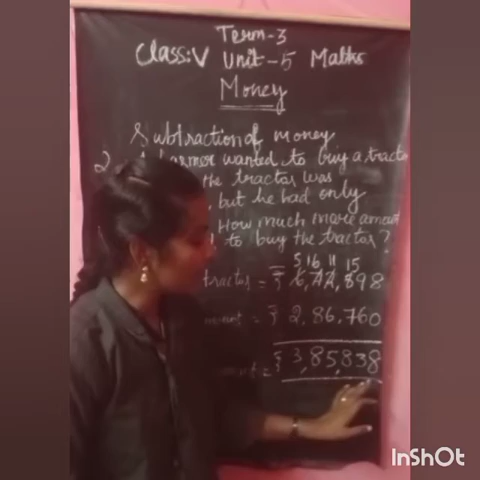 Term-3
Class:V Unit-5 Maths
Money
Subtraction of money
2. A farmer wanted to buy a tracto
the tractor was
, but he had only
How much more amou
to buy the tractor?
5 16 11 15
tractor = ₹ 6,72,598
amount = ₹ 2,86,760
₹ 3,85,838
InShOt